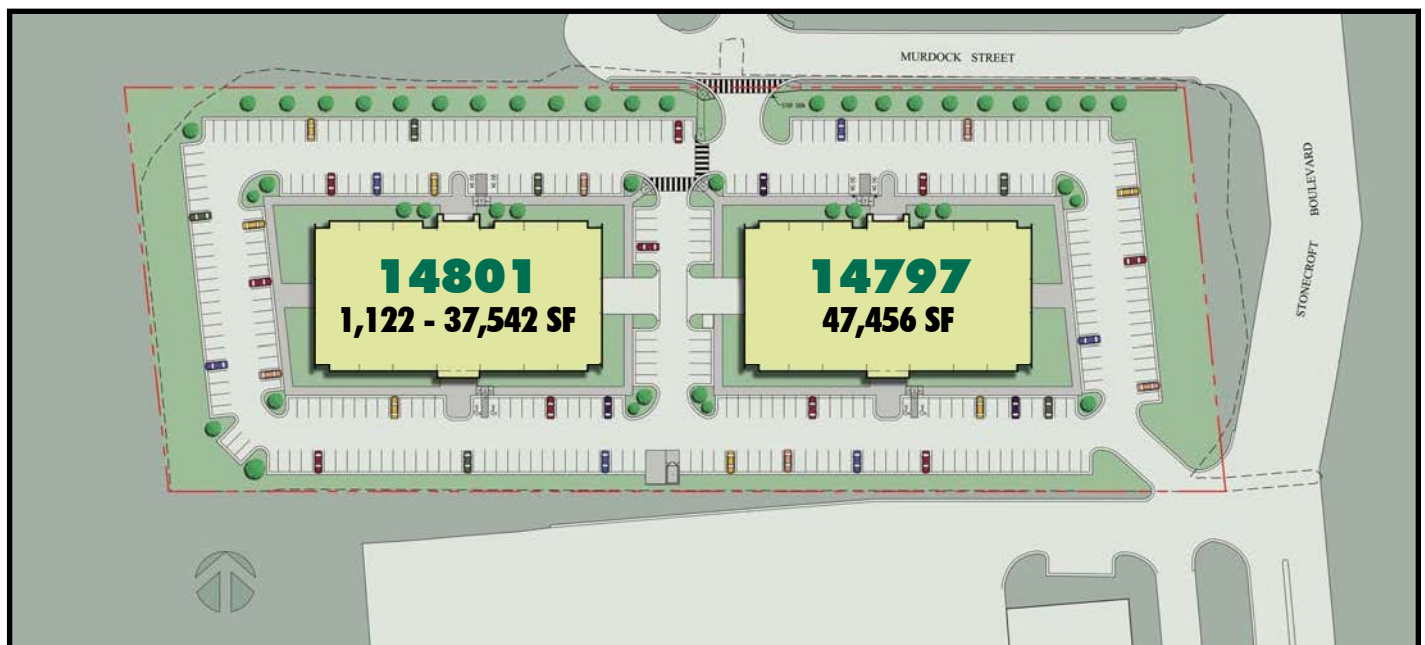 MURDOCK STREET
STONECROFT BOULEVARD
14801
1,122 - 37,542 SF
14797
47,456 SF